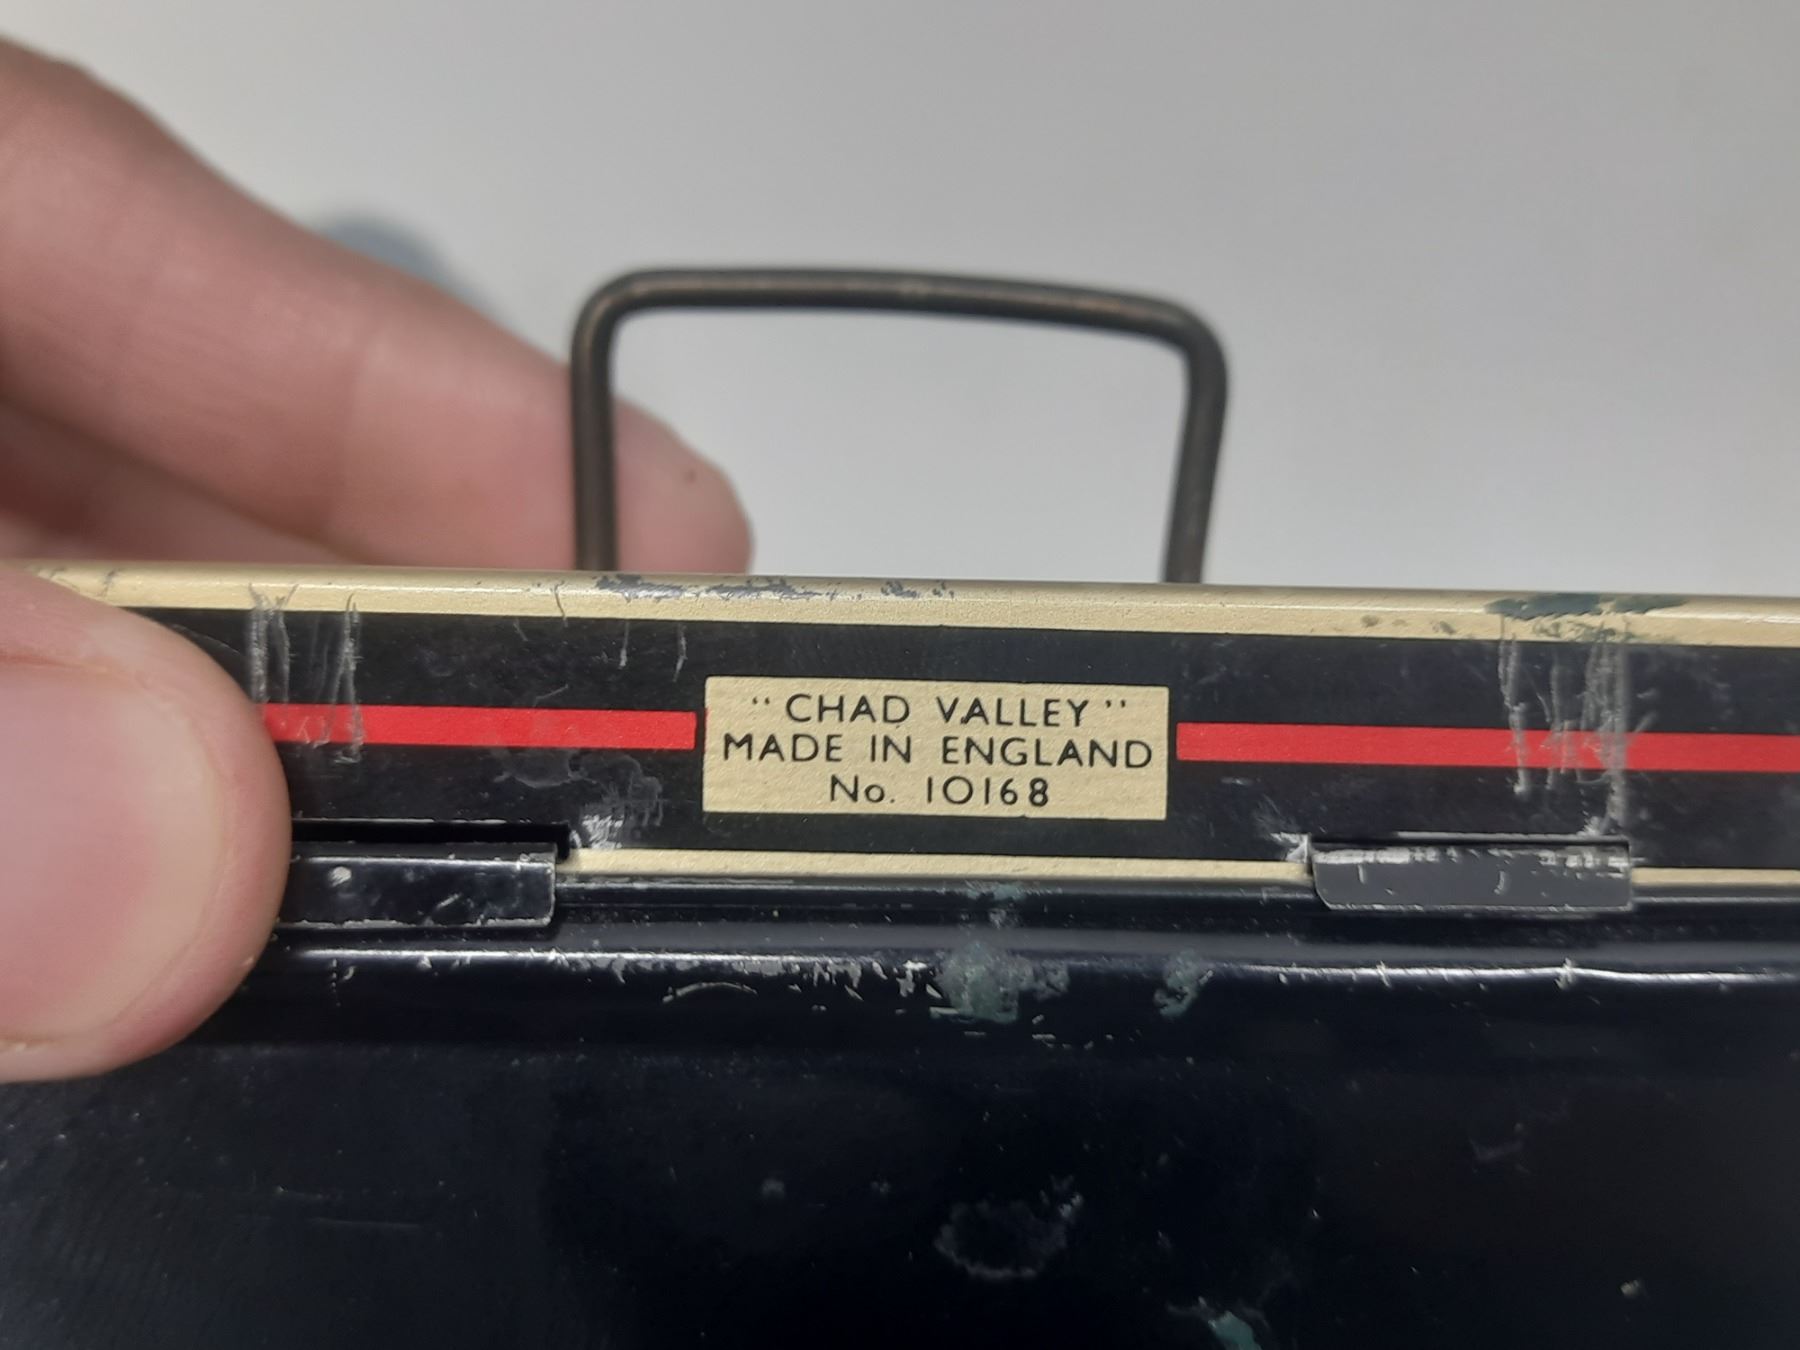 "CHAD VALLEY"
MADE IN ENGLAND
No. 10168